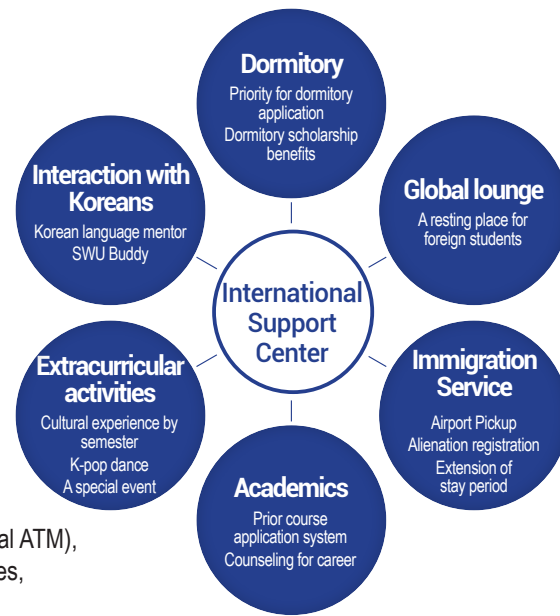 Dormitory
Priority for dormitory
application
Dormitory scholarship
benefits
Interaction with
Koreans
Korean language mentor
SWU Buddy
Global lounge
A resting place for
foreign students
International
Support
Center
Extracurricular
activities
Cultural experience by
semester
K-pop dance
A special event
Immigration
Service
Airport Pickup
Alienation registration
Extension of
stay period
Academics
Prior course
application system
Counseling for career
al ATM),
es,